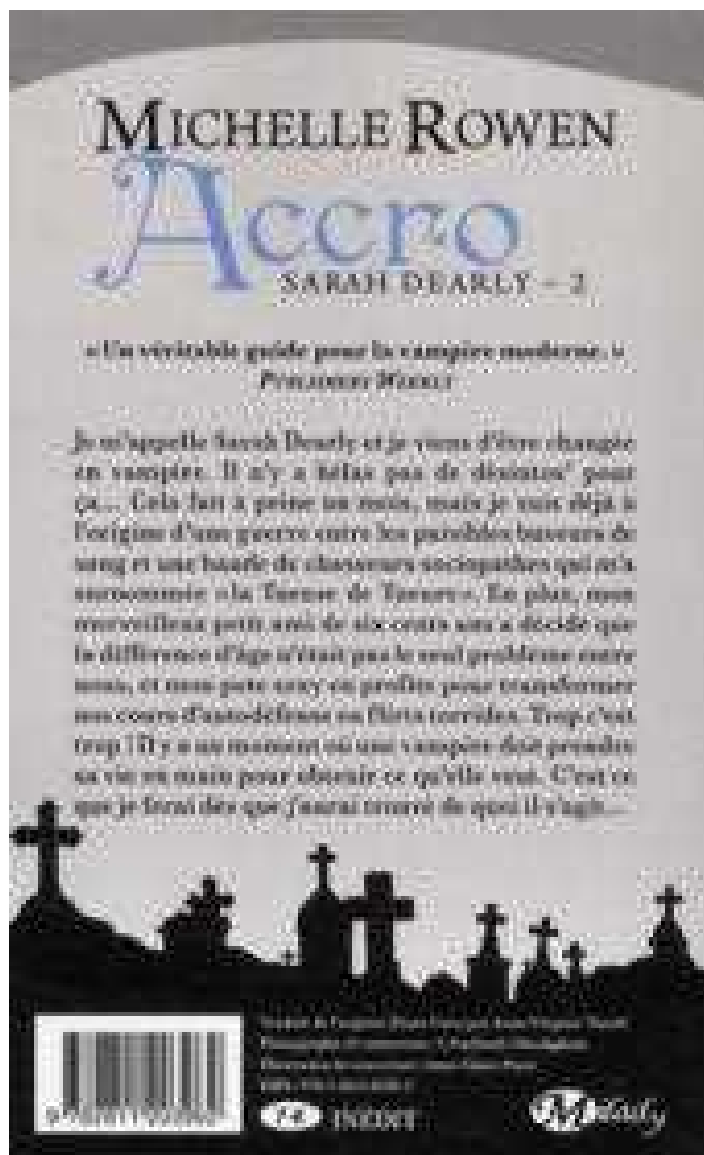 MICHELLE ROWEN
Accro
SARAH DEARLY – 2
« Un véritable guide pour la vampire moderne. »
PUBLISHERS WEEKLY
Je m'appelle Sarah Dearly et je viens d'être changée
en vampire. Il n'y a hélas pas de désintox' pour
ça... Cela fait à peine un mois, mais je suis déjà à
l'origine d'une guerre entre les paisibles buveurs de
sang et une bande de chasseurs sociopathes qui m'a
surnommée « la Tueuse de Tueurs ». En plus, mon
merveilleux petit ami de six cents ans a décidé que
la différence d'âge n'était pas le seul problème entre
nous, et mon pote sexy en profite pour transformer
nos cours d'autodéfense en flirts torrides. Trop c'est
trop ! Il y a un moment où une vampire doit prendre
sa vie en main pour obtenir ce qu'elle veut. C'est ce
que je ferai dès que j'aurai trouvé de quoi il s'agit...
INÉDIT
Milady